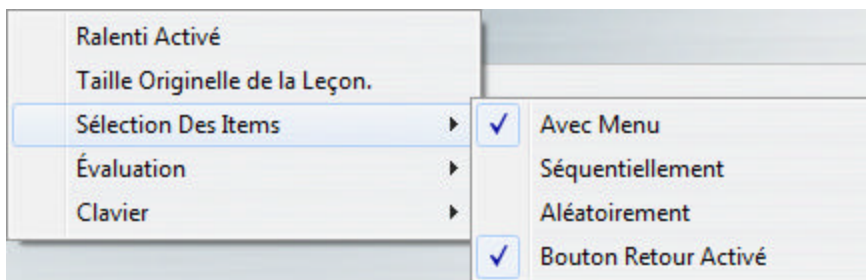 Ralenti Activé
Taille Originelle de la Leçon.
Sélection Des Items
Évaluation
Clavier
Avec Menu
Séquentiellement
Aléatoirement
Bouton Retour Activé